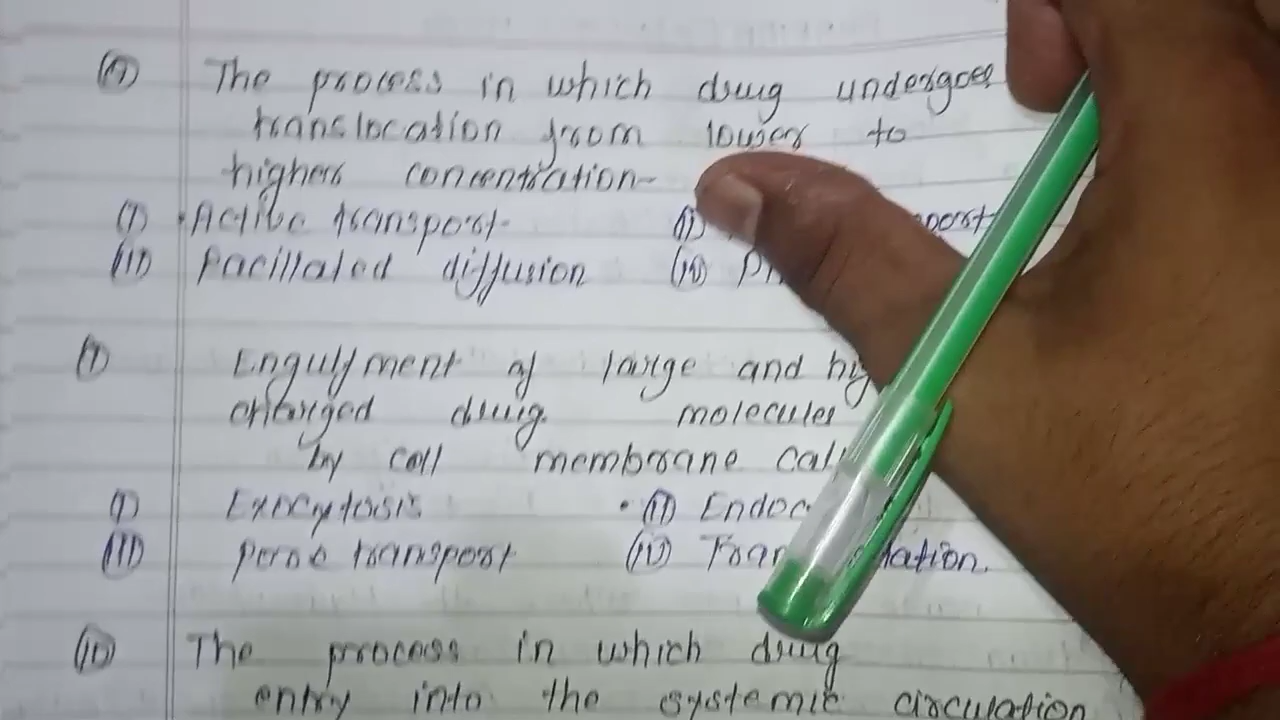 The process in which drug undergoes
translocation from lower to
higher concentration-
(I) Active transport- (II)
(III) Facillated diffusion (IV)
(I) Engulfment of large and
charged drug molecules
by cell membrane
(I) Exocytosis (II)
(III) Pore transport (IV)
(II) The process in which drug
entry into the systemic circulation